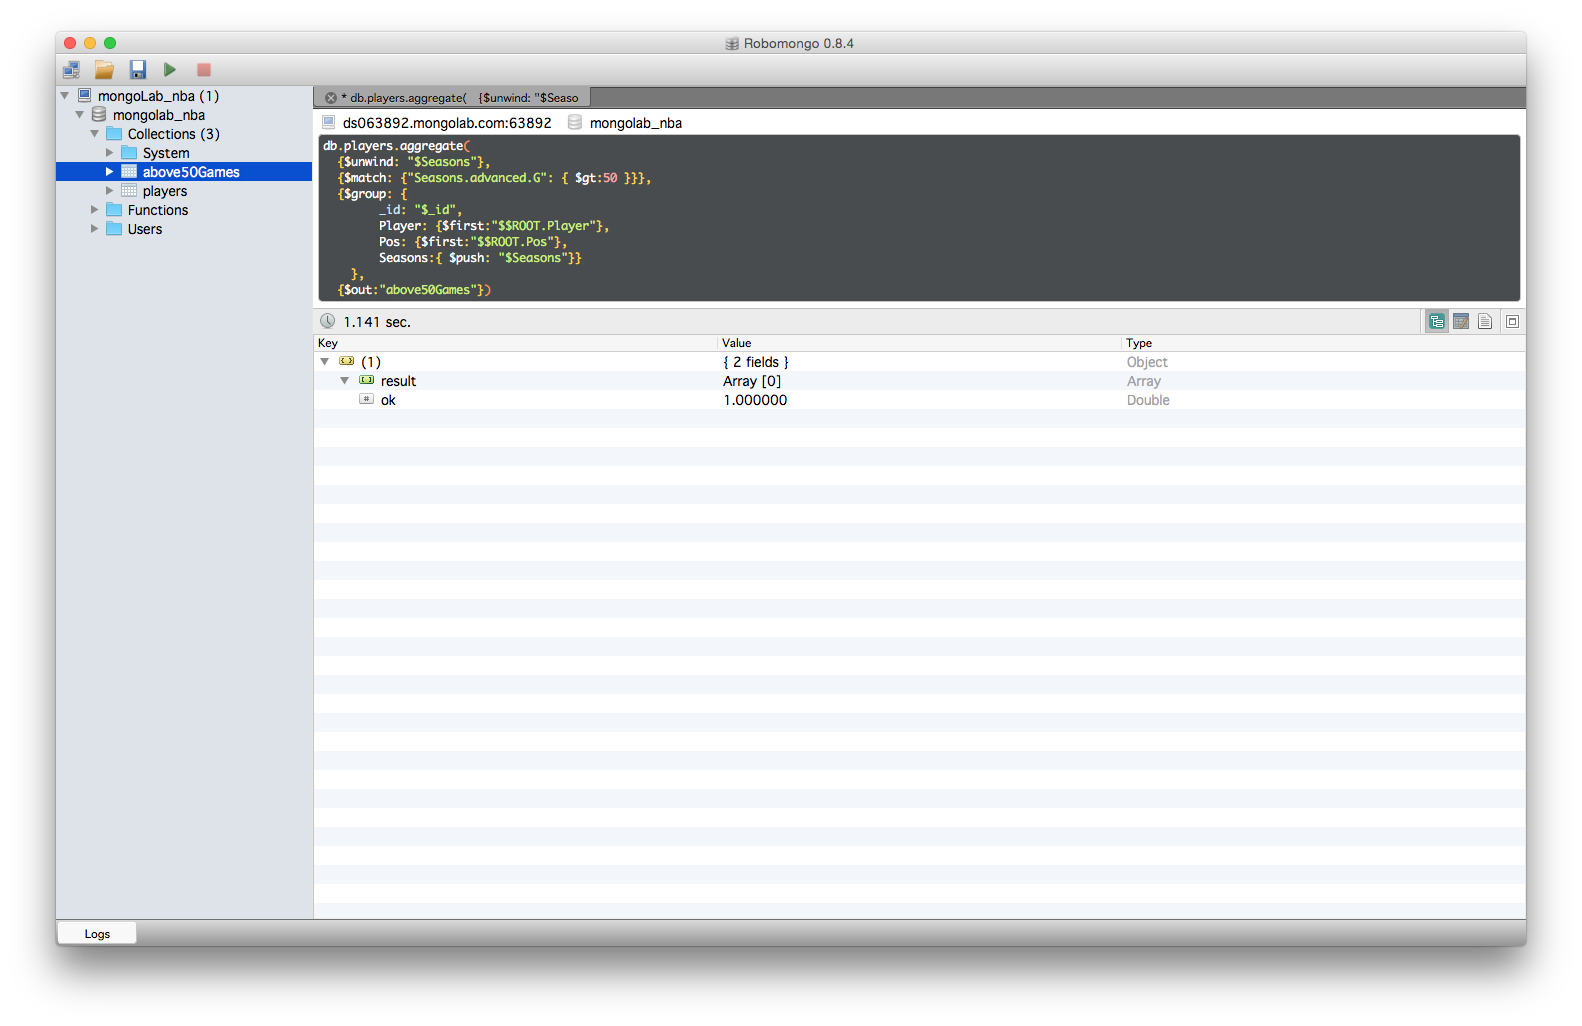 Robomongo 0.8.4
mongoLab_nba (1)
mongolab_nba
Collections (3)
System
above50Games
players
Functions
Users
* db.players.aggregate(    {$unwind: "$Seaso
ds063892.mongolab.com:63892 mongolab_nba
db.players.aggregate(
{$unwind: "$Seasons"},
{$match: {"Seasons.advanced.G": { $gt:50 }}},
{$group: {
_id: "$_id",
Player: {$first:"$$ROOT.Player"},
Pos: {$first:"$$ROOT.Pos"},
Seasons:{ $push: "$Seasons"}}
},
{$out:"above50Games"})
1.141 sec.
Key Value Type
(1) { 2 fields } Object
result Array [0] Array
ok 1.000000 Double
Logs